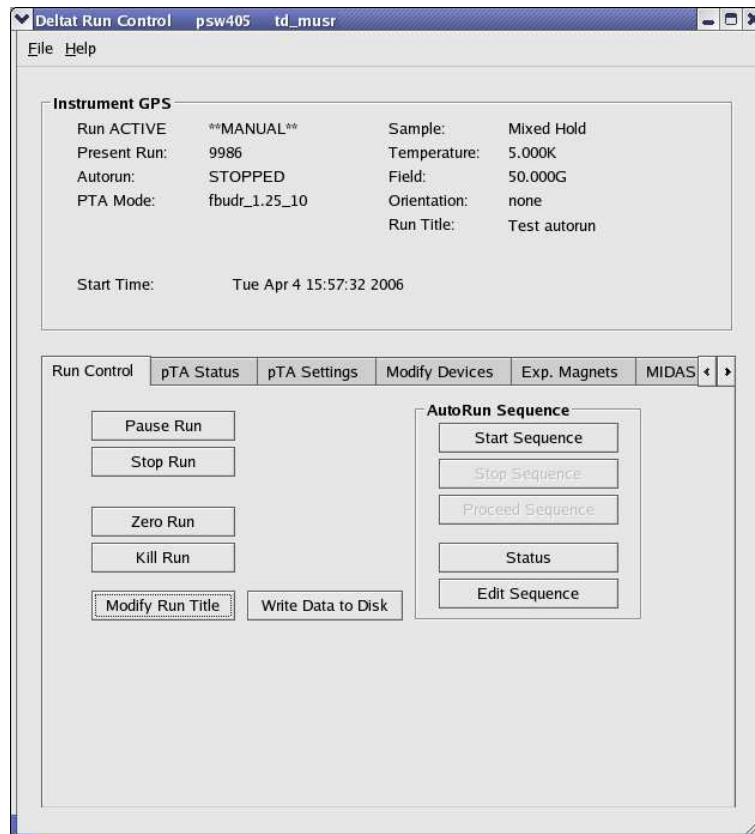 Deltat Run Control psw405 td_musr
File Help
Instrument GPS
Run ACTIVE **MANUAL** Sample: Mixed Hold
Present Run: 9986 Temperature: 5.000K
Autorun: STOPPED Field: 50.000G
PTA Mode: fbudr_1.25_10 Orientation: none
Run Title: Test autorun
Start Time: Tue Apr 4 15:57:32 2006
Run Control pTA Status pTA Settings Modify Devices Exp. Magnets MIDAS
AutoRun Sequence
Pause Run Start Sequence
Stop Run Stop Sequence
Proceed Sequence
Zero Run
Kill Run Status
Modify Run Title Write Data to Disk Edit Sequence